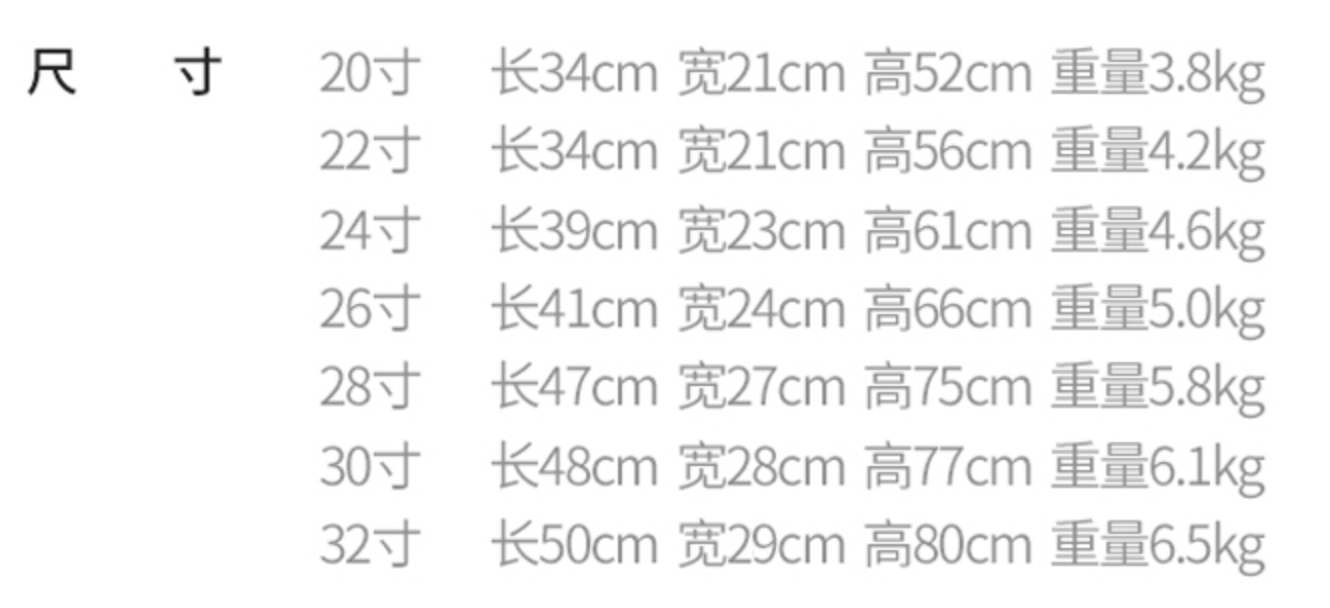 尺 寸 20寸 长34cm 宽21cm 高52cm 重量3.8kg
22寸 长34cm 宽21cm 高56cm 重量4.2kg
24寸 长39cm 宽23cm 高61cm 重量4.6kg
26寸 长41cm 宽24cm 高66cm 重量5.0kg
28寸 长47cm 宽27cm 高75cm 重量5.8kg
30寸 长48cm 宽28cm 高77cm 重量6.1kg
32寸 长50cm 宽29cm 高80cm 重量6.5kg